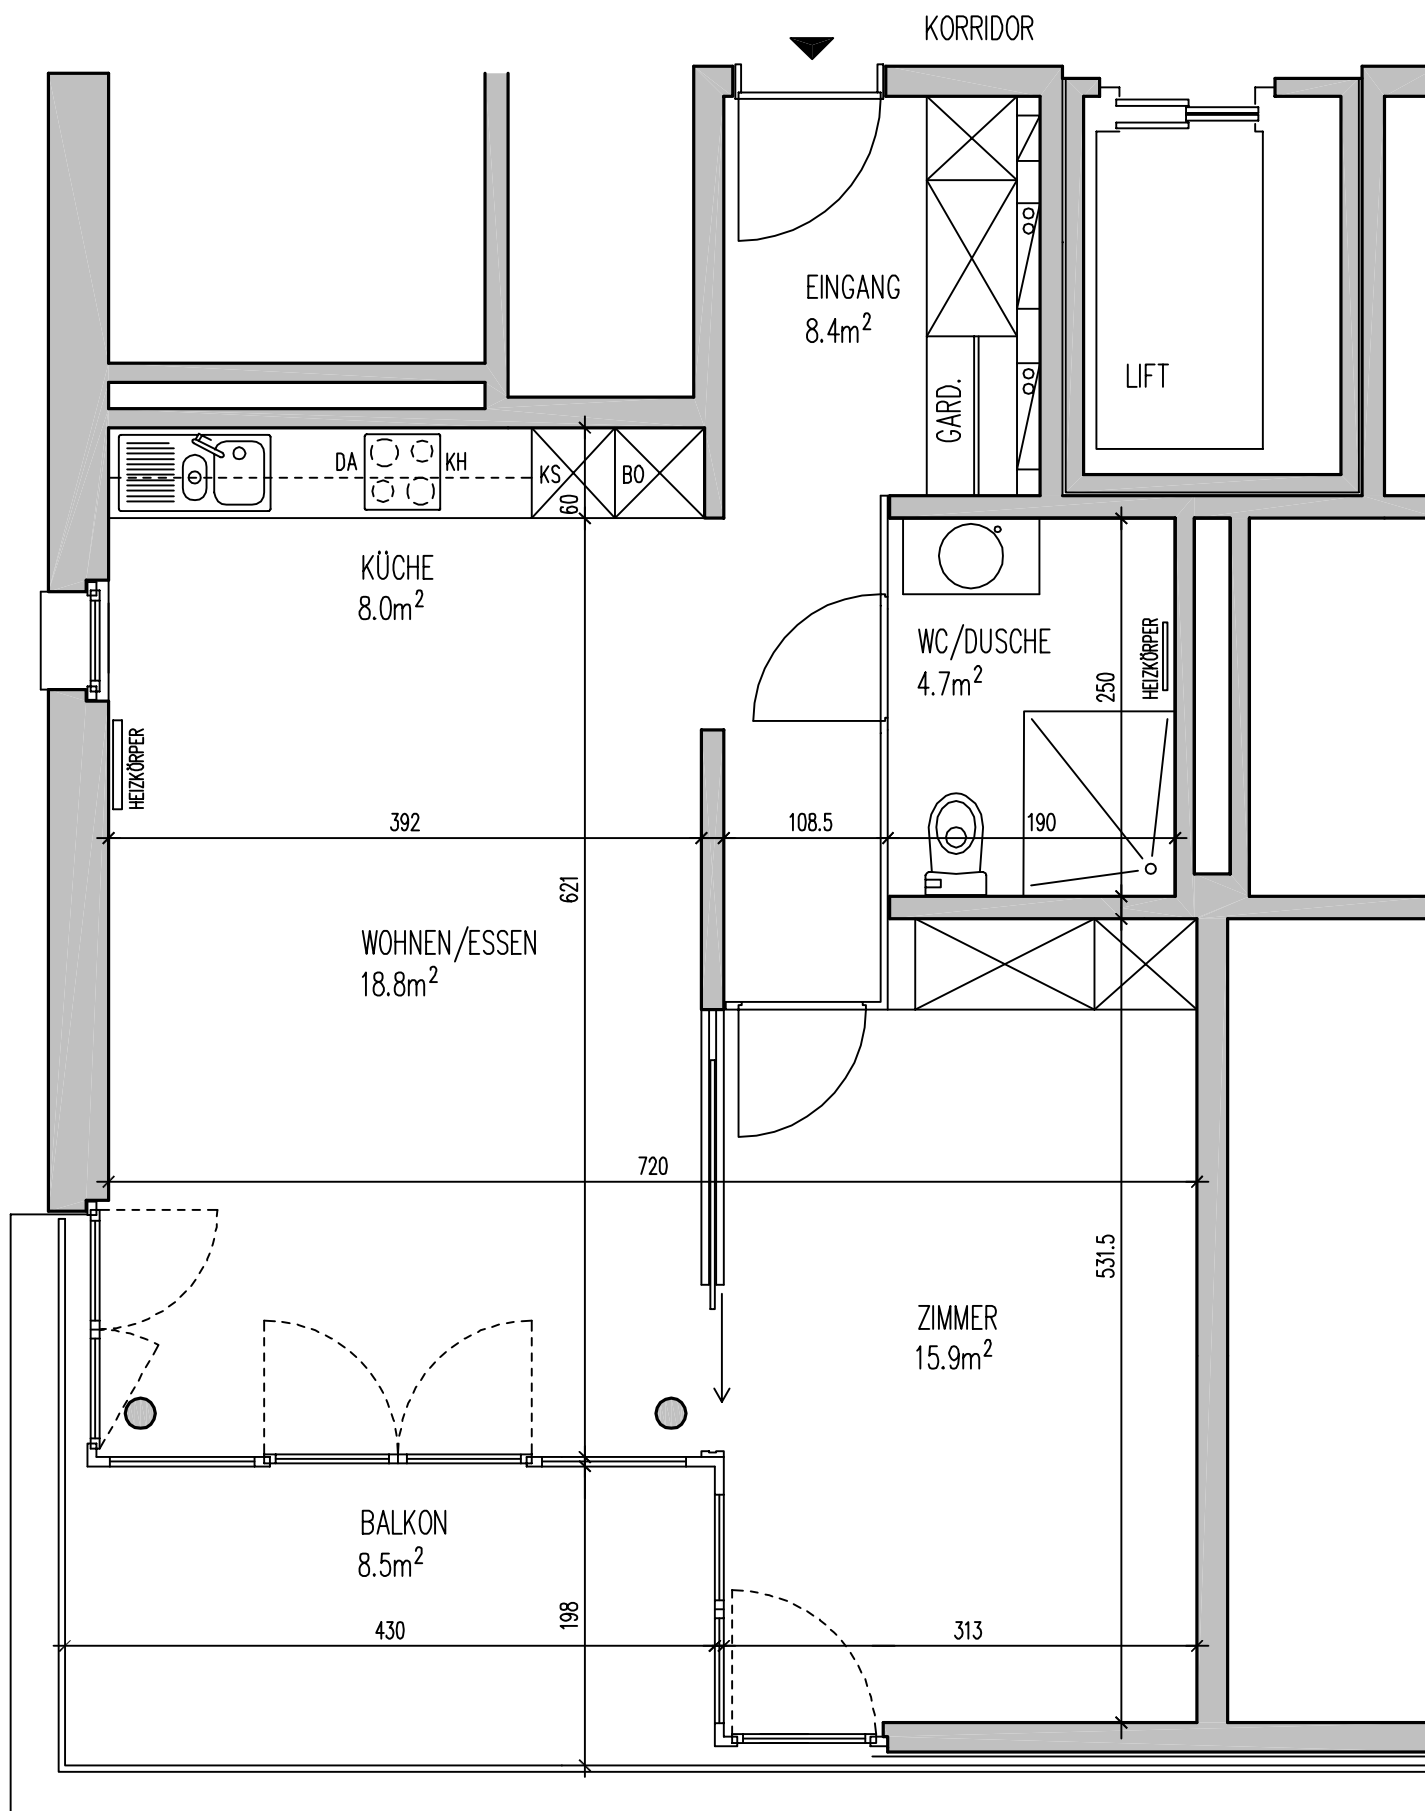 KORRIDOR
EINGANG
8.4m²
LIFT
GARD.
DA
KH
KS
BO
60
KÜCHE
8.0m²
WC/DUSCHE
4.7m²
HEIZKÖRPER
250
HEIZKÖRPER
392
108.5
190
621
WOHNEN/ESSEN
18.8m²
720
531.5
ZIMMER
15.9m²
BALKON
8.5m²
198
430
313